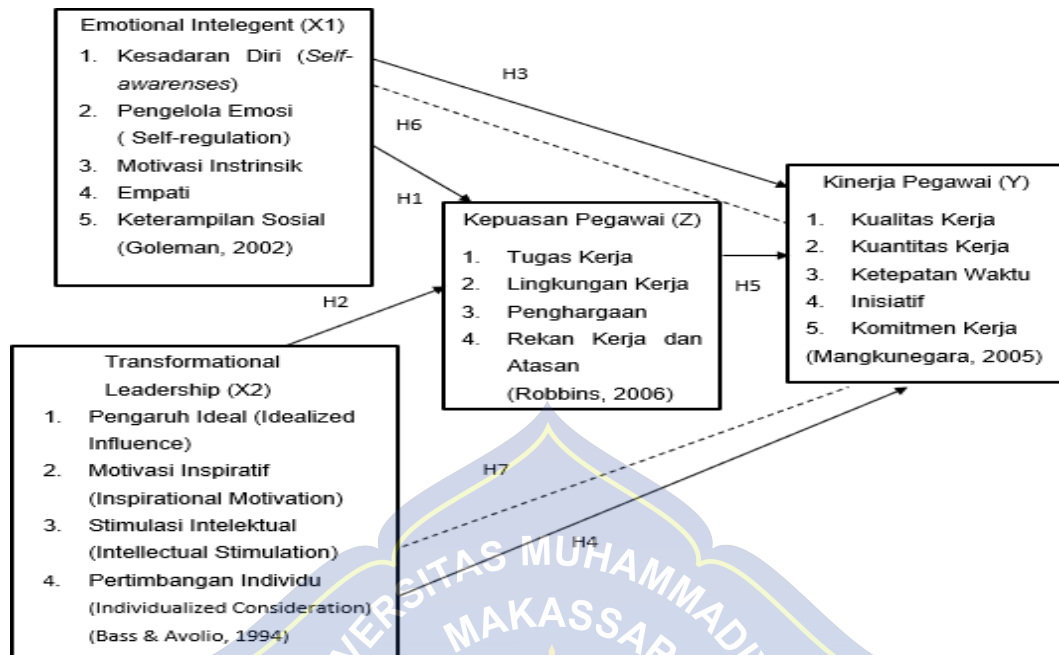 Emotional Intelegent (X1)
1. Kesadaran Diri (Self-
awarenses)
2. Pengelola Emosi
( Self-regulation)
3. Motivasi Instrinsik
4. Empati
5. Keterampilan Sosial
(Goleman, 2002)
H3
H6
H1
H2
Kepuasan Pegawai (Z)
1. Tugas Kerja
2. Lingkungan Kerja
3. Penghargaan
4. Rekan Kerja dan
Atasan
(Robbins, 2006)
H5
Kinerja Pegawai (Y)
1. Kualitas Kerja
2. Kuantitas Kerja
3. Ketepatan Waktu
4. Inisiatif
5. Komitmen Kerja
(Mangkunegara, 2005)
Transformational
Leadership (X2)
1. Pengaruh Ideal (Idealized
Influence)
2. Motivasi Inspiratif
(Inspirational Motivation)
3. Stimulasi Intelektual
(Intellectual Stimulation)
4. Pertimbangan Individu
(Individualized Consideration)
(Bass & Avolio, 1994)
H7
H4
MUHAMMADI
MAKASSAR